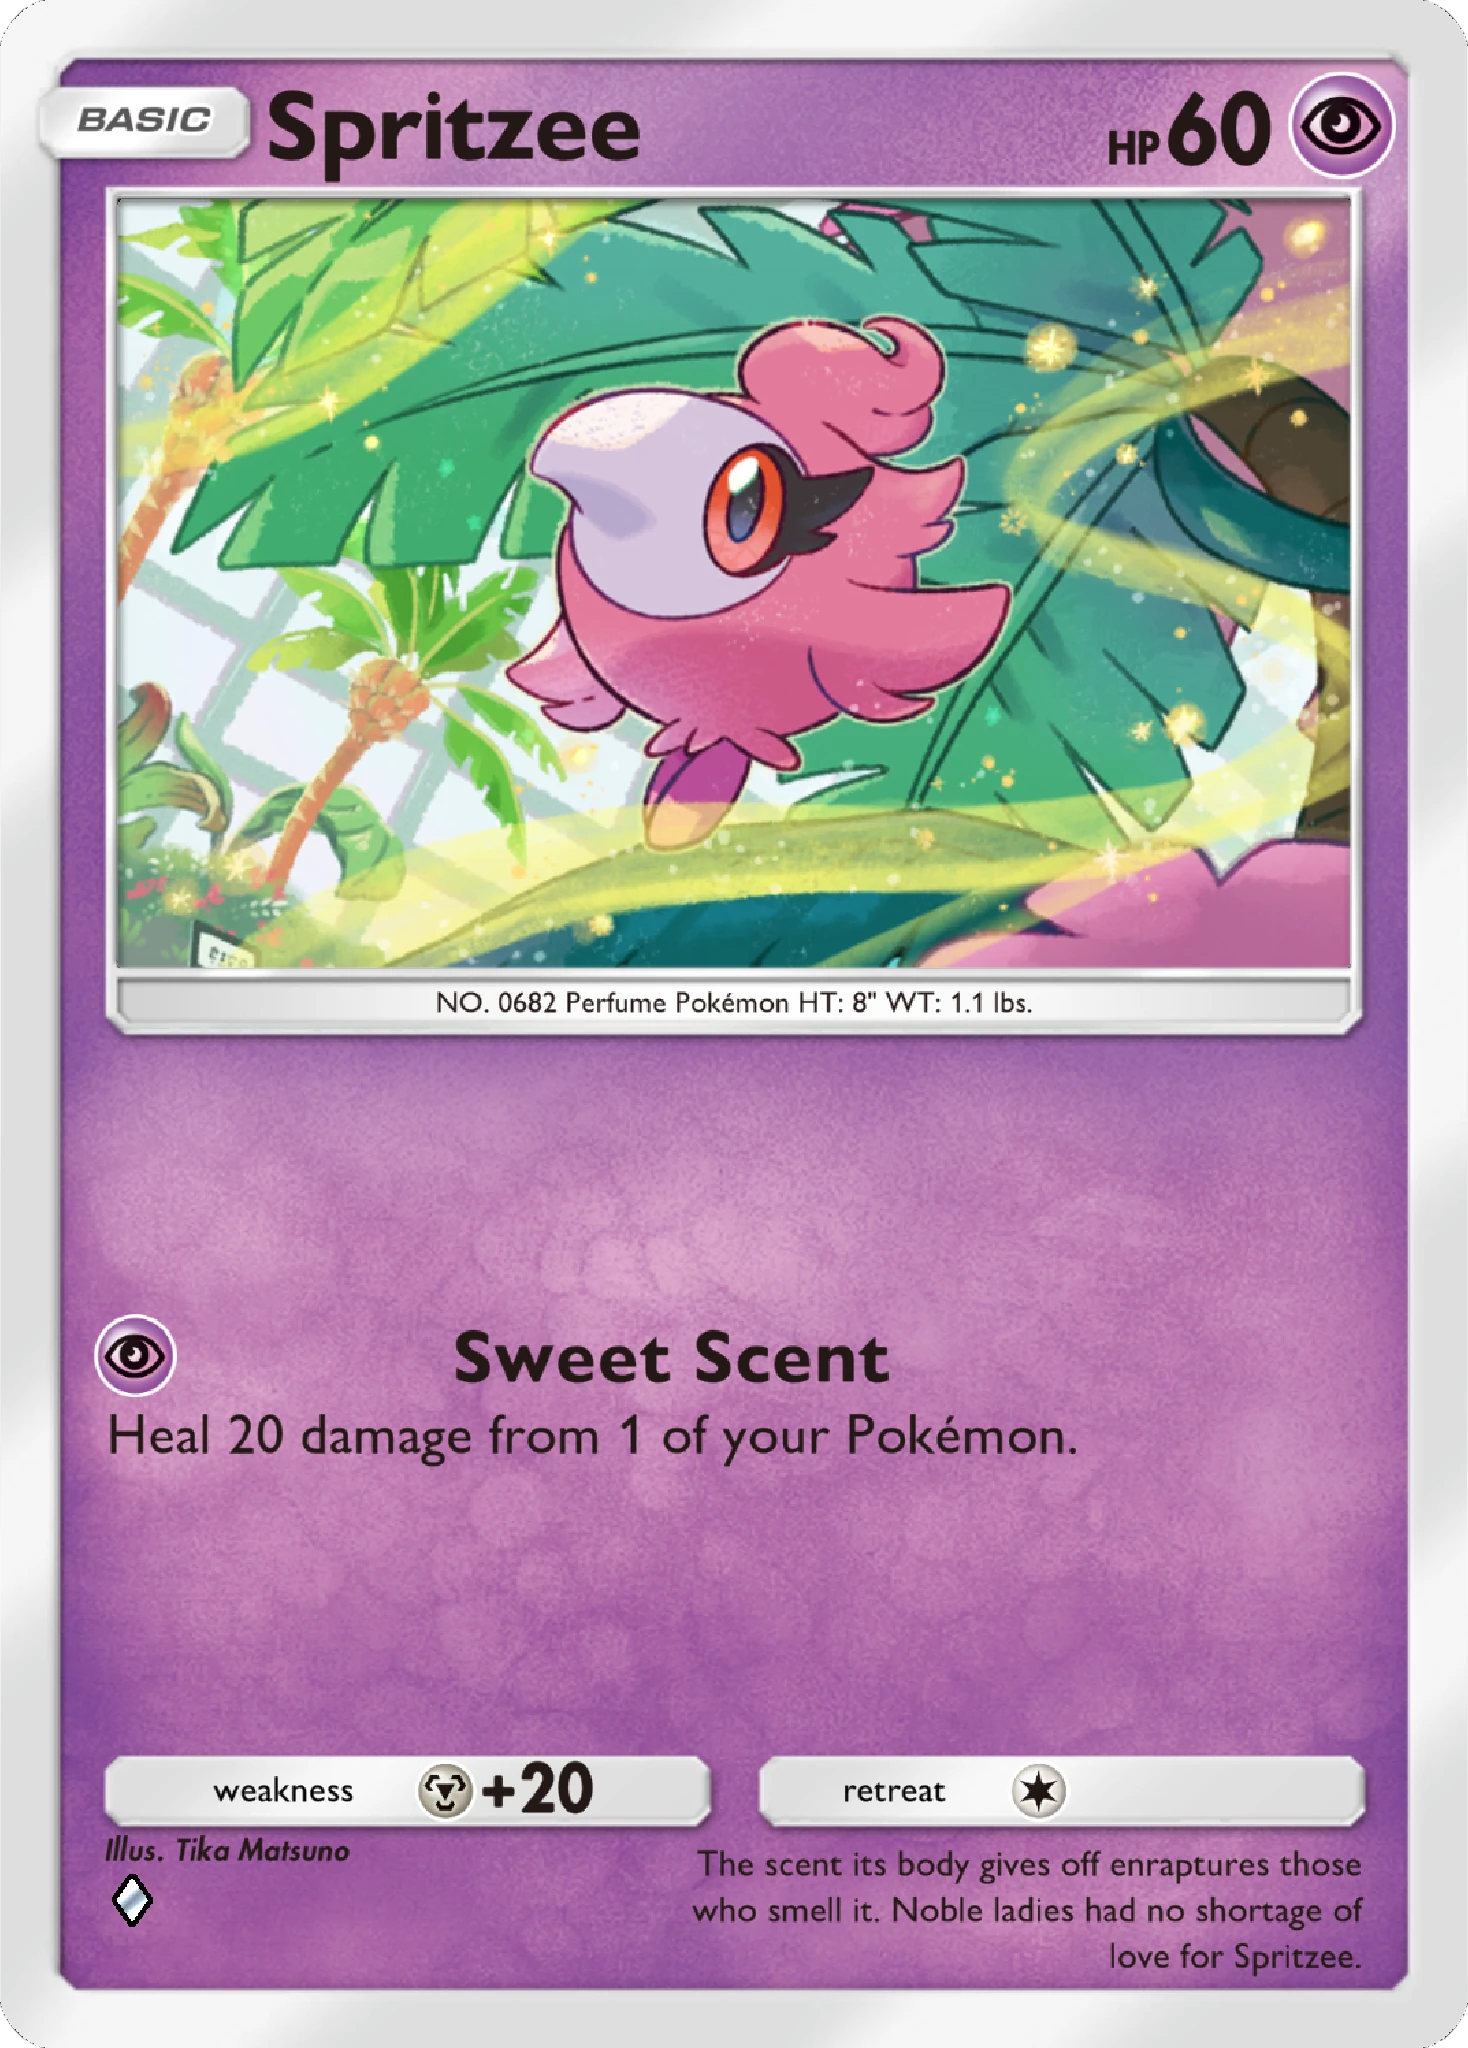 BASIC
Spritzee
HP 60
NO. 0682 Perfume Pokémon HT: 8" WT: 1.1 lbs.
Sweet Scent
Heal 20 damage from 1 of your Pokémon.
weakness +20
retreat
Illus. Tika Matsuno
The scent its body gives off enraptures those
who smell it. Noble ladies had no shortage of
love for Spritzee.